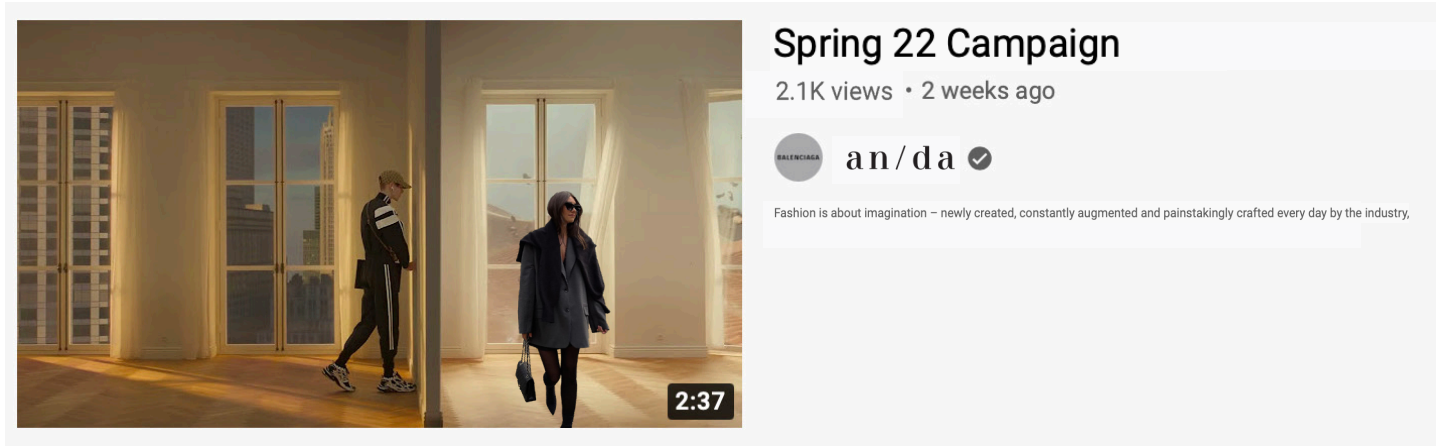 Spring 22 Campaign
2.1K views • 2 weeks ago
BALENCIAGA
an/da
Fashion is about imagination – newly created, constantly augmented and painstakingly crafted every day by the industry,
2:37